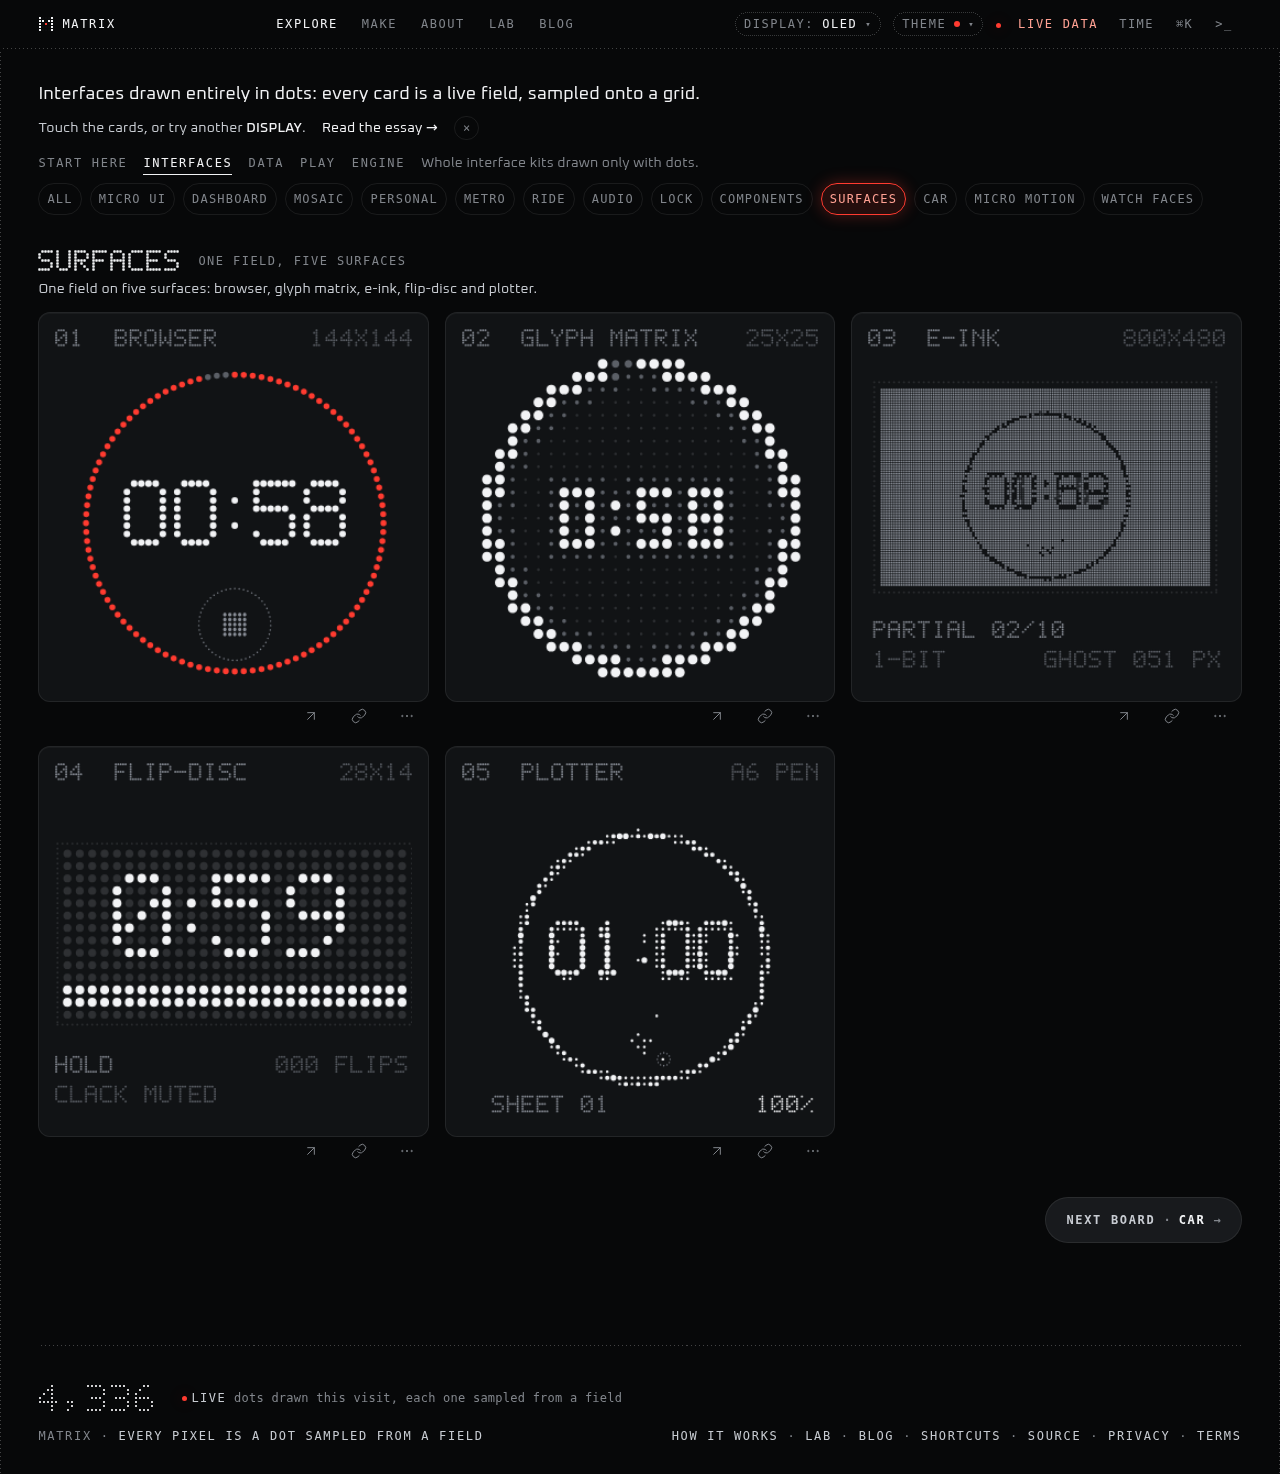 MATRIX EXPLORE MAKE ABOUT LAB BLOG DISPLAY: OLED ▾ THEME ▾ LIVE DATA TIME ⌘K >_
Interfaces drawn entirely in dots: every card is a live field, sampled onto a grid.
Touch the cards, or try another DISPLAY. Read the essay → ×
START HERE INTERFACES DATA PLAY ENGINE Whole interface kits drawn only with dots.
ALL MICRO UI DASHBOARD MOSAIC PERSONAL METRO RIDE AUDIO LOCK COMPONENTS SURFACES CAR MICRO MOTION WATCH FACES
SURFACES ONE FIELD, FIVE SURFACES
One field on five surfaces: browser, glyph matrix, e-ink, flip-disc and plotter.
01 BROWSER 144X144
00:58
02 GLYPH MATRIX 25X25
0:58
03 E-INK 800X480
PARTIAL 02/10
1-BIT GHOST 051 PX
04 FLIP-DISC 28X14
0:59
HOLD 000 FLIPS
CLACK MUTED
05 PLOTTER A6 PEN
01:00
SHEET 01 100%
NEXT BOARD · CAR →
4,336 LIVE dots drawn this visit, each one sampled from a field
MATRIX · EVERY PIXEL IS A DOT SAMPLED FROM A FIELD HOW IT WORKS · LAB · BLOG · SHORTCUTS · SOURCE · PRIVACY · TERMS